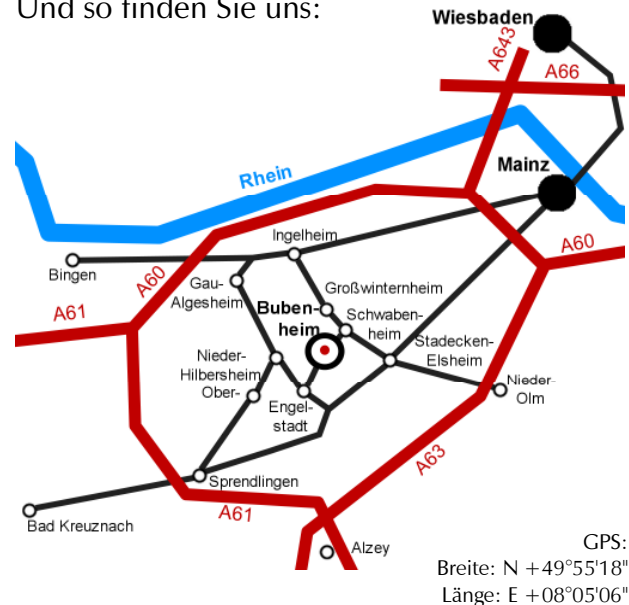 Und so finden Sie uns:
Wiesbaden
A643
A66
Rhein
Mainz
Ingelheim
A60
Bingen
A60
Gau-
Algesheim
Großwinternheim
A61
Buben-
heim
Schwaben-
heim
Stadecken-
Elsheim
Nieder-
Hilbersheim
Ober-
Nieder-
Olm
Engel-
stadt
A63
Sprendlingen
A61
Bad Kreuznach
Alzey
GPS:
Breite: N +49°55'18"
Länge: E +08°05'06"